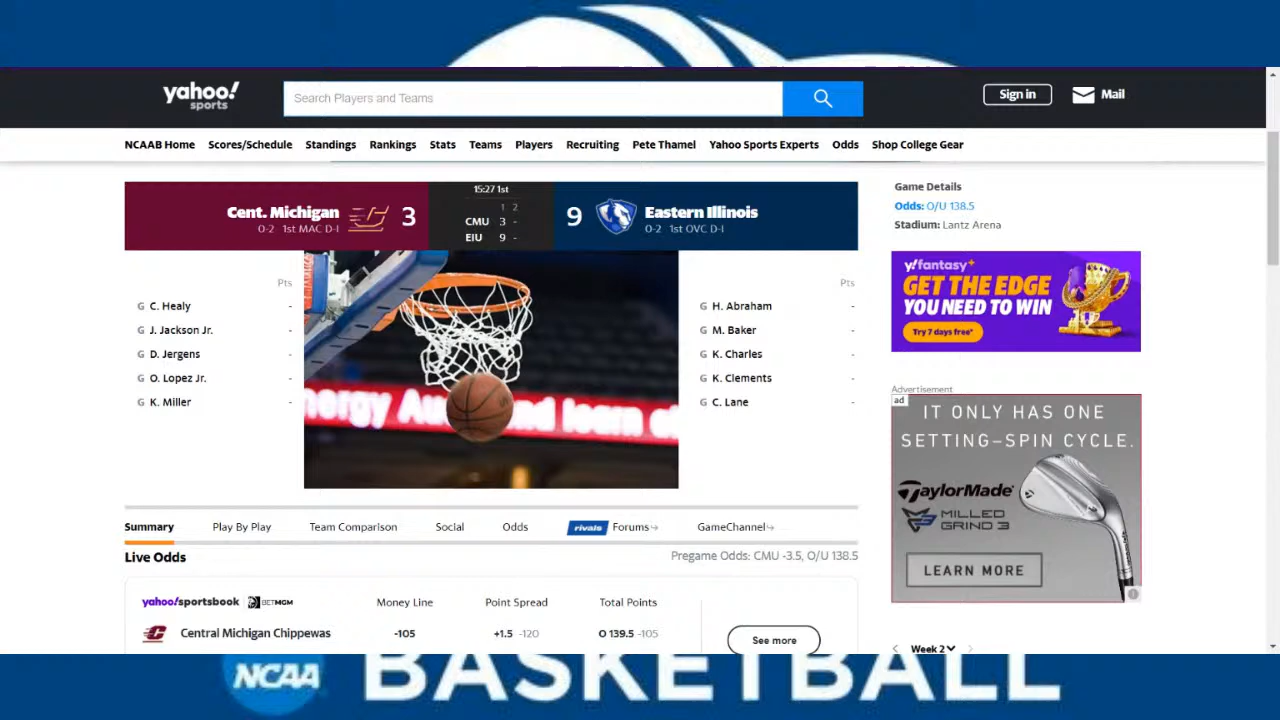 yahoo!
sports
Search Players and Teams
Sign in
Mail
NCAAB Home Scores/Schedule Standings Rankings Stats Teams Players Recruiting Pete Thamel Yahoo Sports Experts Odds Shop College Gear
Cent. Michigan
0-2 1st MAC D-I
3
15:27 1st
1 2
CMU 3 -
EIU 9 -
9
Eastern Illinois
0-2 1st OVC D-I
Pts
G C. Healy -
G J. Jackson Jr. -
G D. Jergens -
G O. Lopez Jr. -
G K. Miller -
Pts
G H. Abraham -
G M. Baker -
G K. Charles -
G K. Clements -
G C. Lane -
Summary Play By Play Team Comparison Social Odds rivals Forums GameChannel
Live Odds
Pregame Odds: CMU -3.5, O/U 138.5
yahoo!sportsbook BETMGM Money Line Point Spread Total Points
Central Michigan Chippewas -105 +1.5 -120 O 139.5 -105
See more
Game Details
Odds: O/U 138.5
Stadium: Lantz Arena
y!fantasy+
GET THE EDGE
YOU NEED TO WIN
Try 7 days free*
Advertisement
ad
IT ONLY HAS ONE
SETTING-SPIN CYCLE.
TaylorMade
MILLED
GRIND 3
LEARN MORE
Week 2
NCAA BASKETBALL